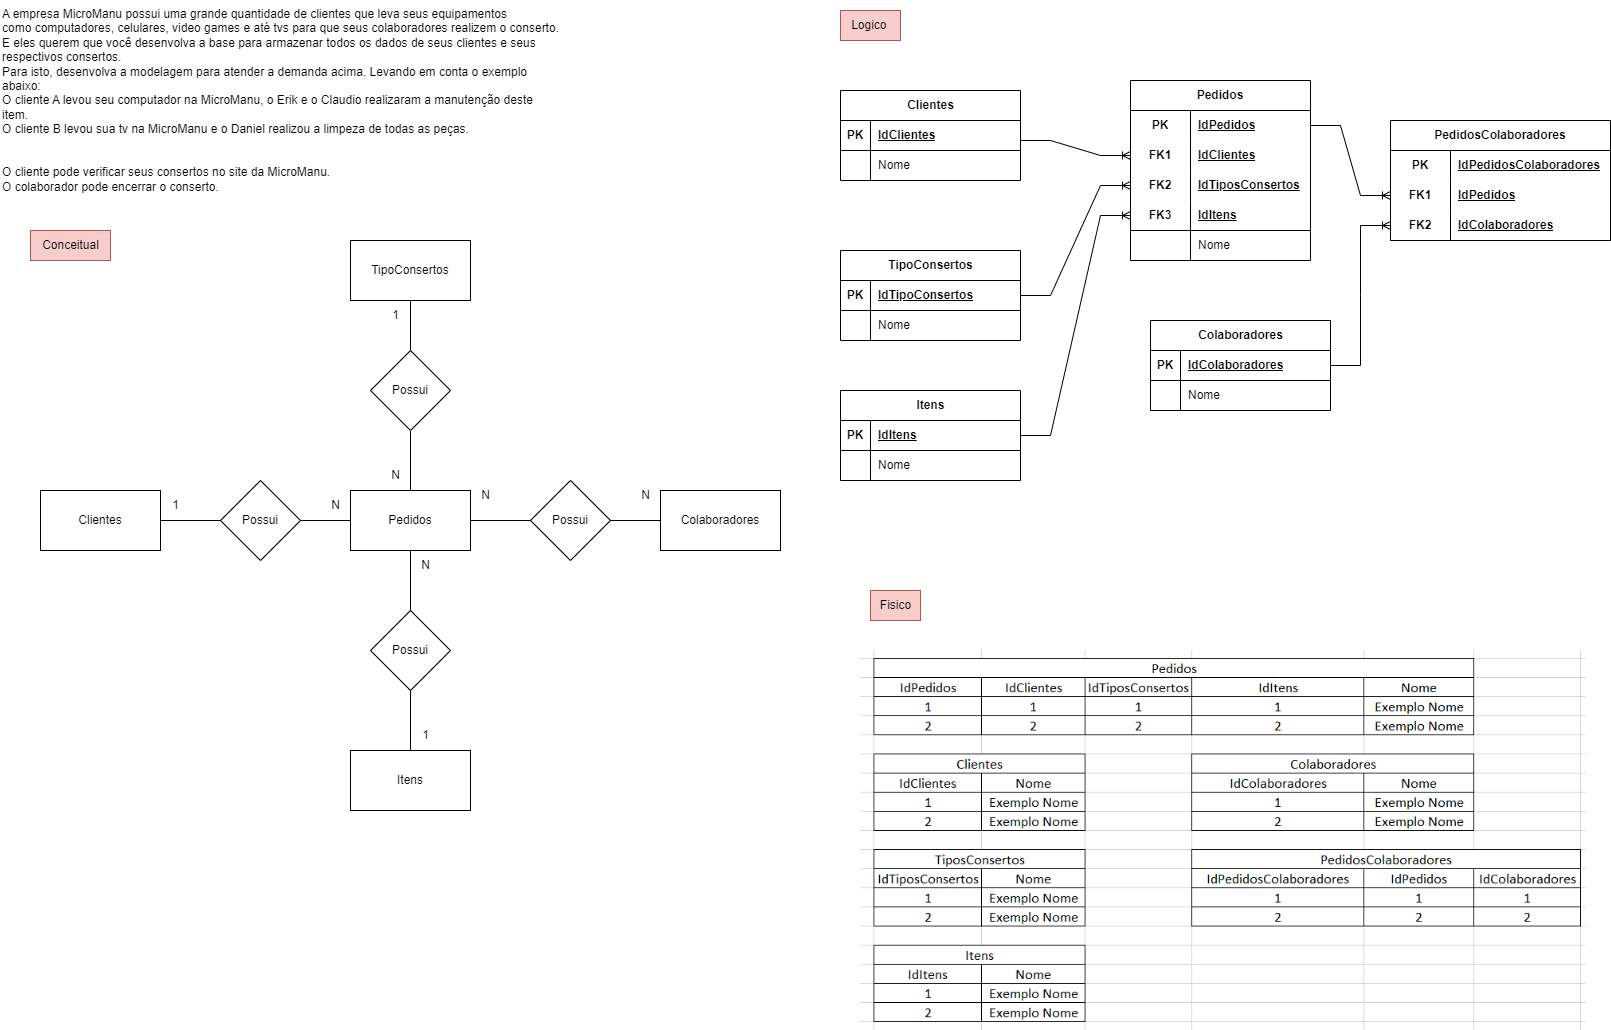 A empresa MicroManu possui uma grande quantidade de clientes que leva seus equipamentos
como computadores, celulares, video games e até tvs para que seus colaboradores realizem o conserto.
E eles querem que você desenvolva a base para armazenar todos os dados de seus clientes e seus
respectivos consertos.
Para isto, desenvolva a modelagem para atender a demanda acima. Levando em conta o exemplo
abaixo:
O cliente A levou seu computador na MicroManu, o Erik e o Claudio realizaram a manutenção deste
item.
O cliente B levou sua tv na MicroManu e o Daniel realizou a limpeza de todas as peças.
O cliente pode verificar seus consertos no site da MicroManu.
O colaborador pode encerrar o conserto.
Conceitual
TipoConsertos
1
Possui
N
Clientes
1
Possui
N
Pedidos
N
Possui
N
Colaboradores
N
Possui
1
Itens
Logico
Clientes
PK IdClientes
Nome
TipoConsertos
PK IdTipoConsertos
Nome
Itens
PK IdItens
Nome
Pedidos
PK IdPedidos
FK1 IdClientes
FK2 IdTiposConsertos
FK3 IdItens
Nome
PedidosColaboradores
PK IdPedidosColaboradores
FK1 IdPedidos
FK2 IdColaboradores
Colaboradores
PK IdColaboradores
Nome
Fisico
Pedidos
IdPedidos IdClientes IdTiposConsertos IdItens Nome
1 1 1 1 Exemplo Nome
2 2 2 2 Exemplo Nome
Clientes
IdClientes Nome
1 Exemplo Nome
2 Exemplo Nome
Colaboradores
IdColaboradores Nome
1 Exemplo Nome
2 Exemplo Nome
TiposConsertos
IdTiposConsertos Nome
1 Exemplo Nome
2 Exemplo Nome
PedidosColaboradores
IdPedidosColaboradores IdPedidos IdColaboradores
1 1 1
2 2 2
Itens
IdItens Nome
1 Exemplo Nome
2 Exemplo Nome